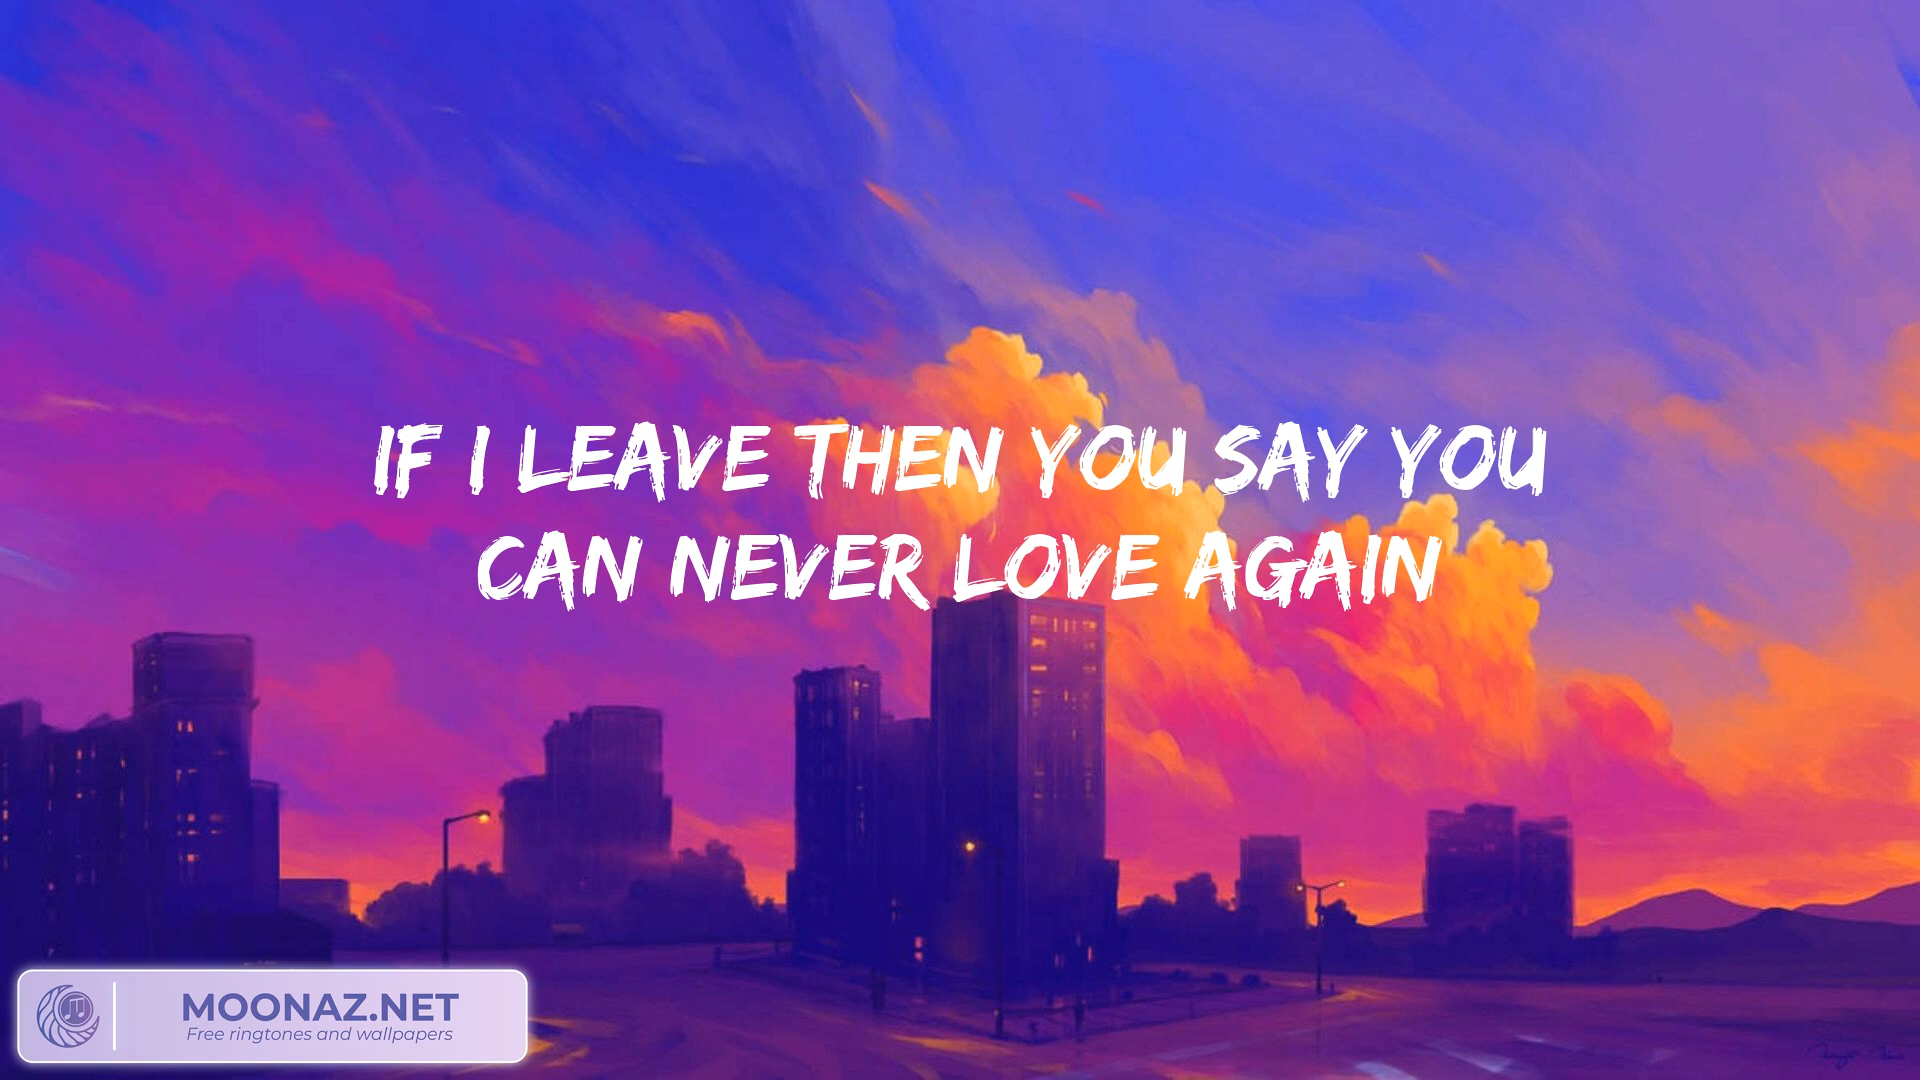 IF I LEAVE THEN YOU SAY YOU
CAN NEVER LOVE AGAIN
MOONAZ.NET
Free ringtones and wallpapers